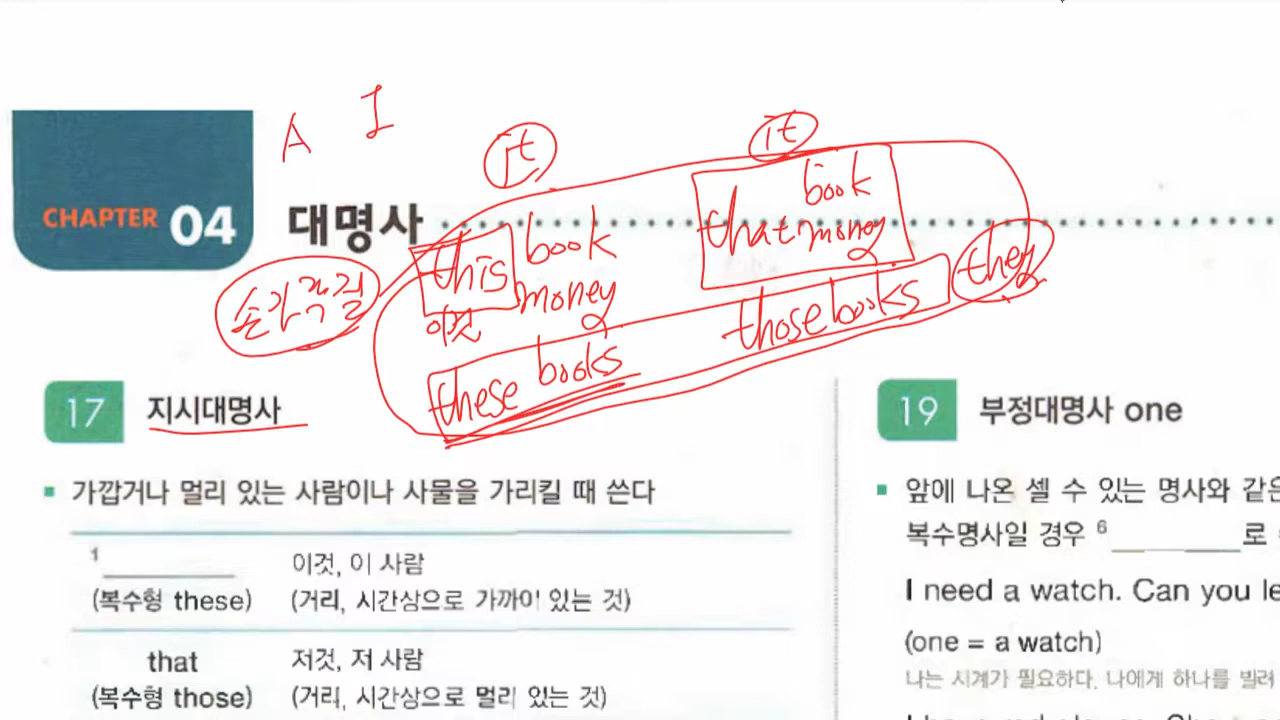 A I
it
it
CHAPTER 04 대명사
this book
money
이것
that book
money
they
손가락질
these books
those books
17 지시대명사
가깝거나 멀리 있는 사람이나 사물을 가리킬 때 쓴다
1
이것, 이 사람
(복수형 these) (거리, 시간상으로 가까이 있는 것)
that 저것, 저 사람
(복수형 those) (거리, 시간상으로 멀리 있는 것)
19 부정대명사 one
앞에 나온 셀 수 있는 명사와 같은
복수명사일 경우 6 로
I need a watch. Can you le
(one = a watch)
나는 시계가 필요하다. 나에게 하나를 빌려